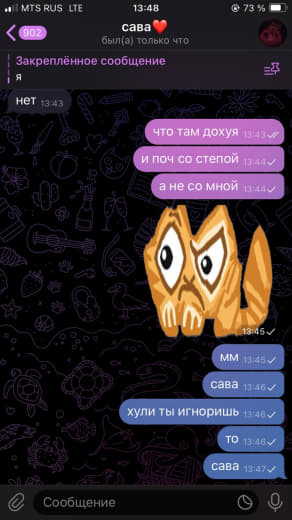 MTS RUS LTE 13:48 73 %
902 сава❤️
был(а) только что
Закреплённое сообщение
я
нет 13:43
что там дохуя 13:43
и поч со степой 13:44
а не со мной 13:44
13:45
мм 13:45
сава 13:46
хули ты игноришь 13:46
то 13:46
сава 13:47
Сообщение